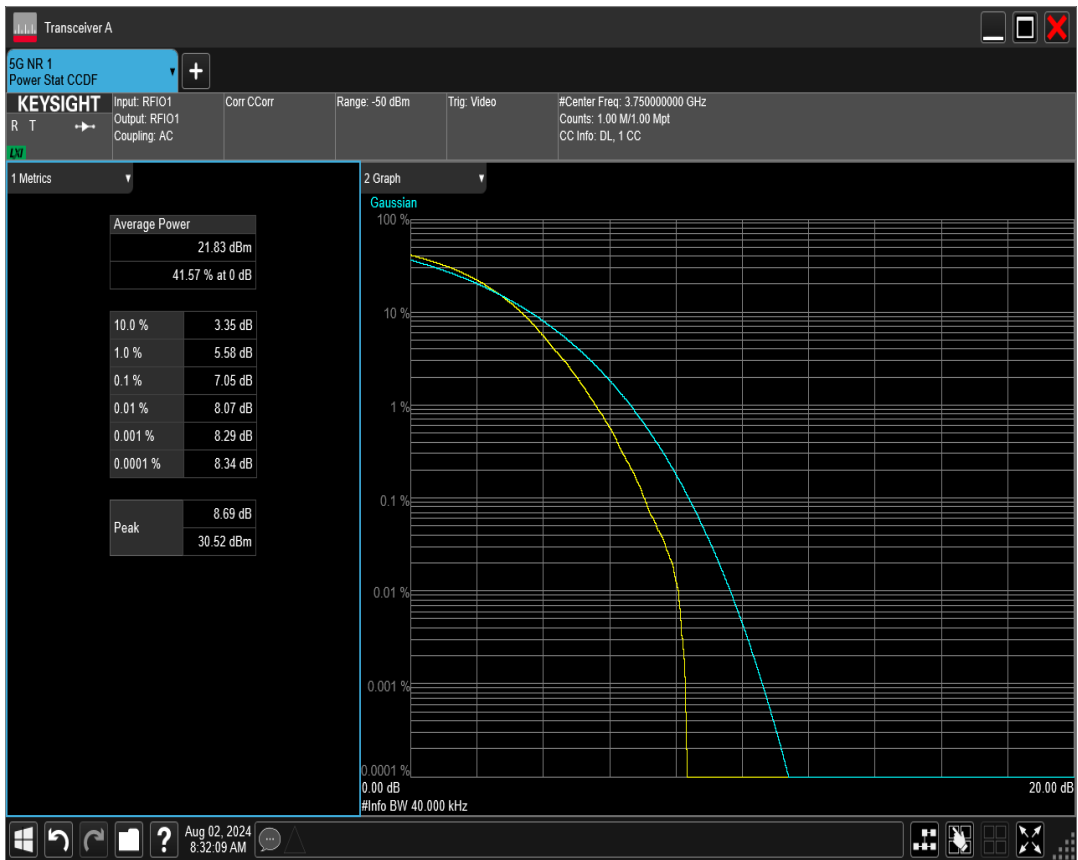 Transceiver A
5G NR 1
Power Stat CCDF
KEYSIGHT
R T
LXI
Input: RFIO1
Output: RFIO1
Coupling: AC
Corr CCorr
Range: -50 dBm
Trig: Video
#Center Freq: 3.750000000 GHz
Counts: 1.00 M/1.00 Mpt
CC Info: DL, 1 CC
1 Metrics
Average Power
21.83 dBm
41.57 % at 0 dB
10.0 % 3.35 dB
1.0 % 5.58 dB
0.1 % 7.05 dB
0.01 % 8.07 dB
0.001 % 8.29 dB
0.0001 % 8.34 dB
Peak
8.69 dB
30.52 dBm
2 Graph
Gaussian
100 %
10 %
1 %
0.1 %
0.01 %
0.001 %
0.0001 %
0.00 dB
20.00 dB
#Info BW 40.000 kHz
?
Aug 02, 2024
8:32:09 AM